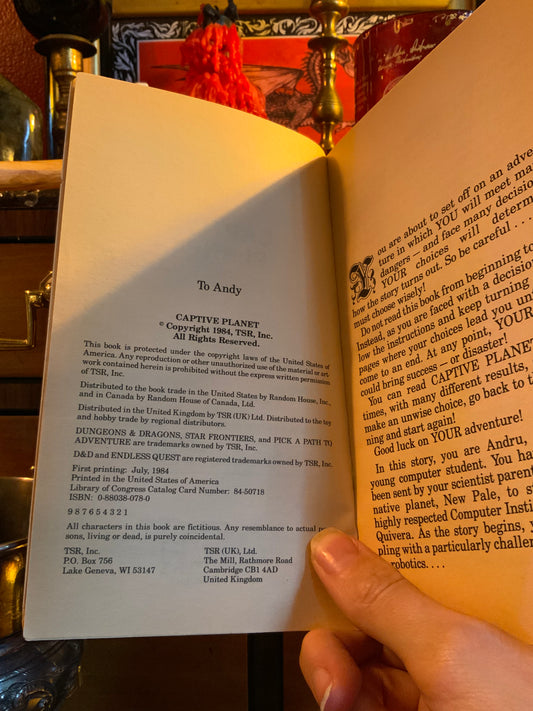 To Andy
CAPTIVE PLANET
© Copyright 1984, TSR, Inc.
All Rights Reserved.
This book is protected under the copyright laws of the United States of
America. Any reproduction or other unauthorized use of the material or art-
work contained herein is prohibited without the express written permission
of TSR, Inc.
Distributed to the book trade in the United States by Random House, Inc.,
and in Canada by Random House of Canada, Ltd.
Distributed in the United Kingdom by TSR (UK) Ltd. Distributed to the toy
and hobby trade by regional distributors.
DUNGEONS & DRAGONS, STAR FRONTIERS, and PICK A PATH TO
ADVENTURE are trademarks owned by TSR, Inc.
D&D and ENDLESS QUEST are registered trademarks owned by TSR, Inc.
First printing: July, 1984
Printed in the United States of America
Library of Congress Catalog Card Number: 84-50718
ISBN: 0-88038-078-0
9 8 7 6 5 4 3 2 1
All characters in this book are fictitious. Any resemblance to actual per-
sons, living or dead, is purely coincidental.
TSR, Inc.
P.O. Box 756
Lake Geneva, WI 53147
TSR (UK), Ltd.
The Mill, Rathmore Road
Cambridge CB1 4AD
United Kingdom
You are about to set off on an adve
ture in which YOU will meet ma
dangers — and face many decision
YOUR choices will determ
how the story turns out. So be careful . . .
must choose wisely!
Do not read this book from beginning to
Instead, as you are faced with a decision
low the instructions and keep turning
pages where your choices lead you un
come to an end. At any point, YOUR
could bring success — or disaster!
You can read CAPTIVE PLANET
times, with many different results,
make an unwise choice, go back to t
ning and start again!
Good luck on YOUR adventure!
In this story, you are Andru,
young computer student. You ha
been sent by your scientist parent
native planet, New Pale, to s
highly respected Computer Insti
Quivera. As the story begins, y
pling with a particularly challen
robotics. . . .